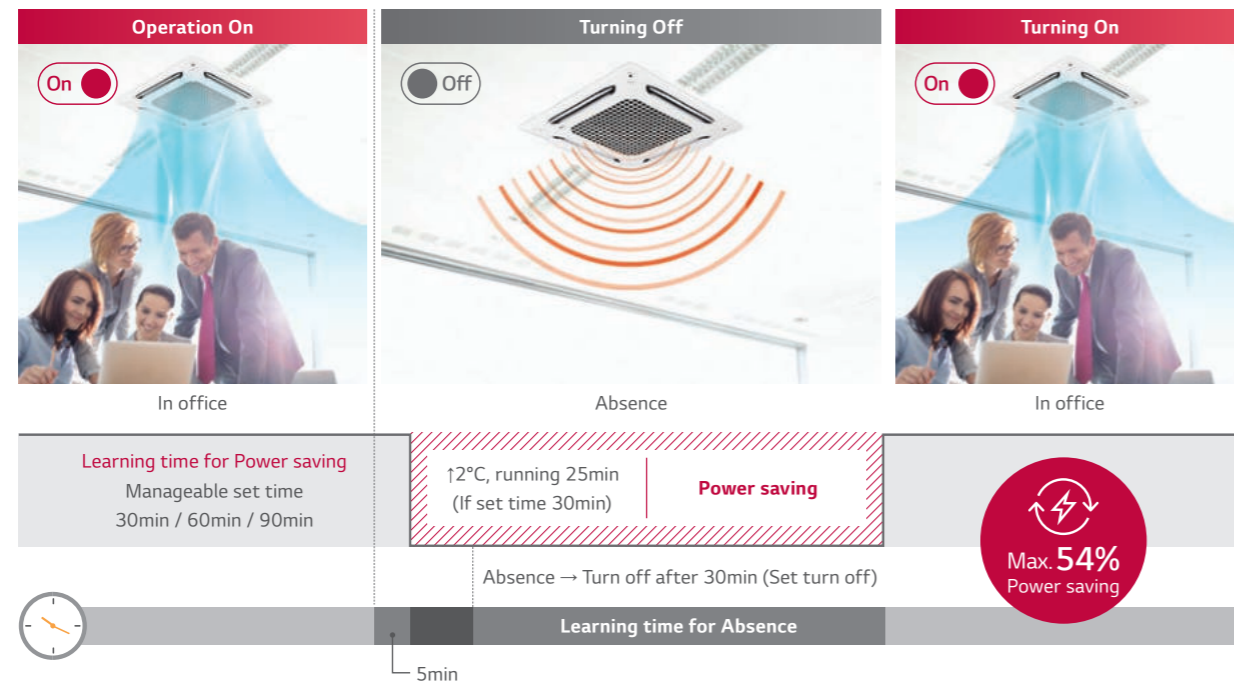 Operation On
Turning Off
Turning On
On
Off
On
In office
Absence
In office
Learning time for Power saving
Manageable set time
30min / 60min / 90min
↑2°C, running 25min
(If set time 30min)
Power saving
Max. 54%
Power saving
Absence → Turn off after 30min (Set turn off)
Learning time for Absence
5min